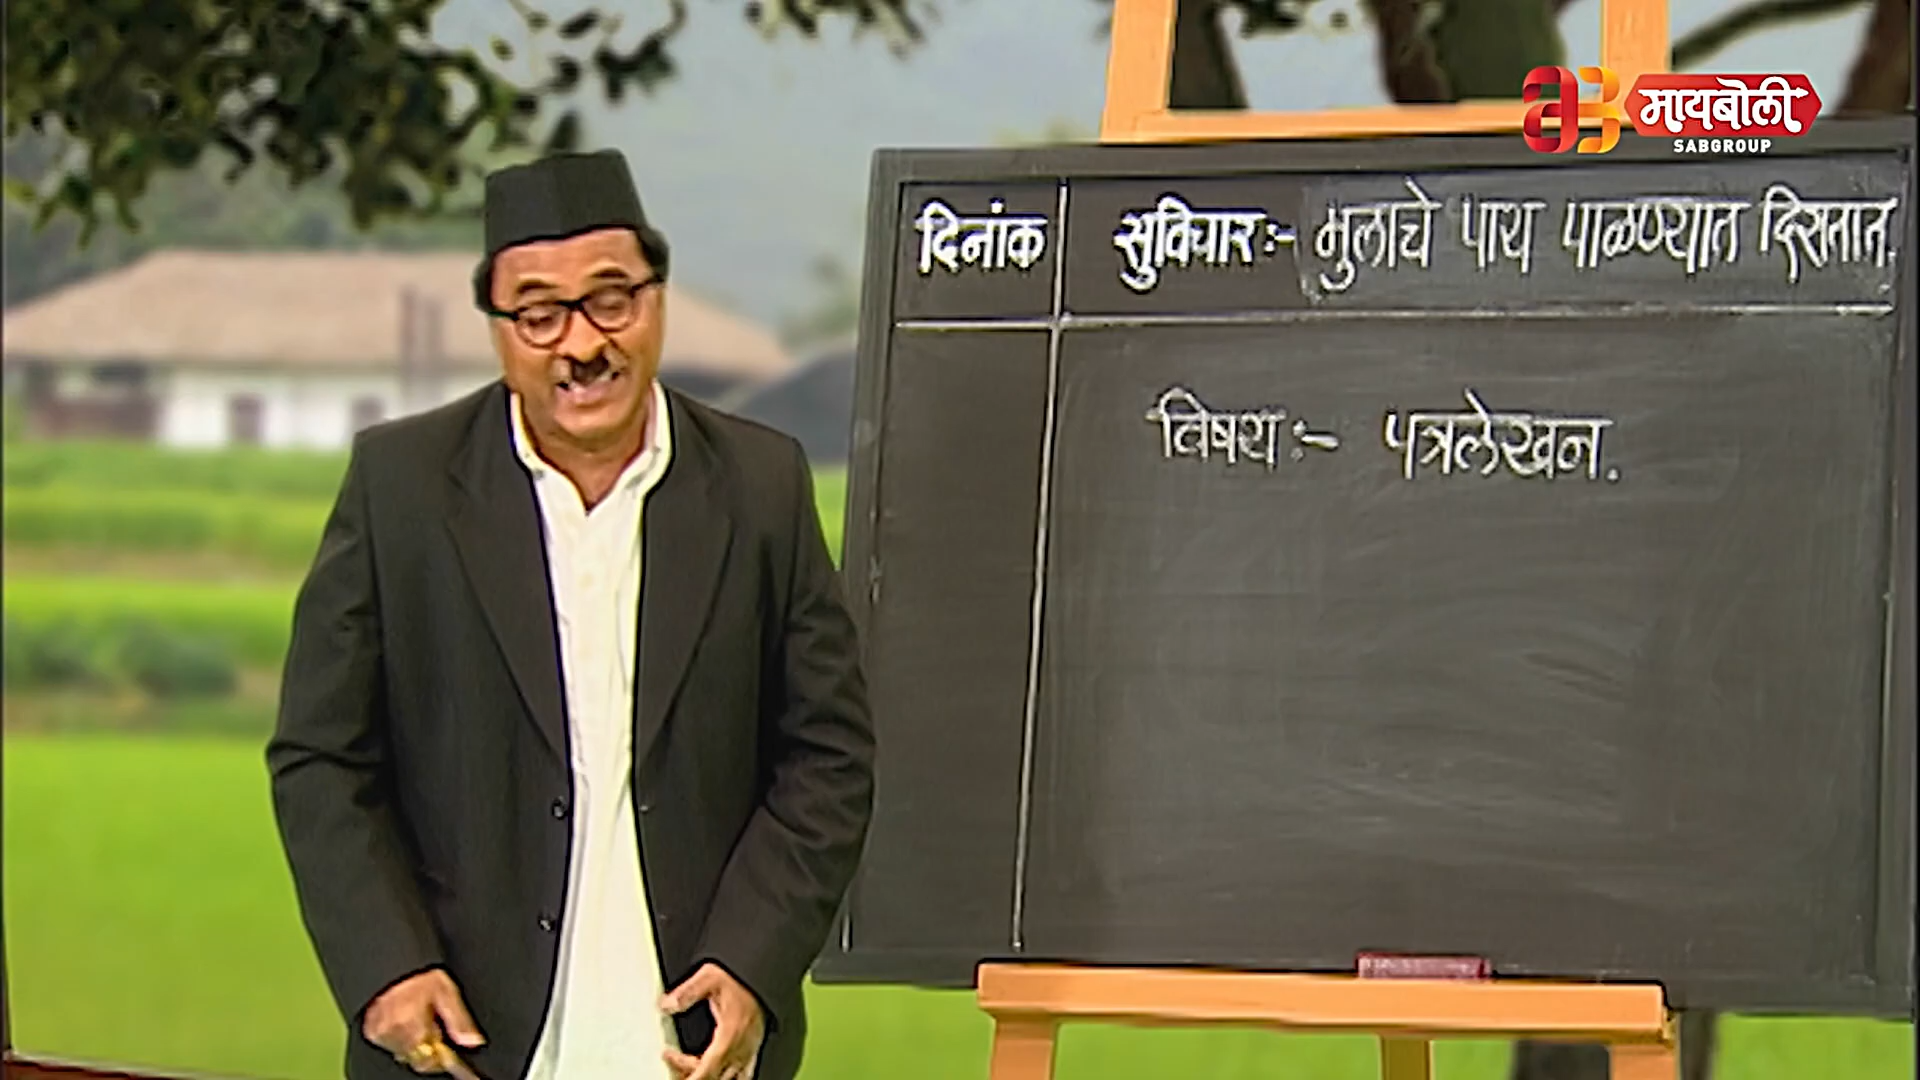 मायबोली
SABGROUP
दिनांक सुविचार :- मुलाचे पाय पाळण्यात दिसतात.
विषय :- पत्रलेखन.